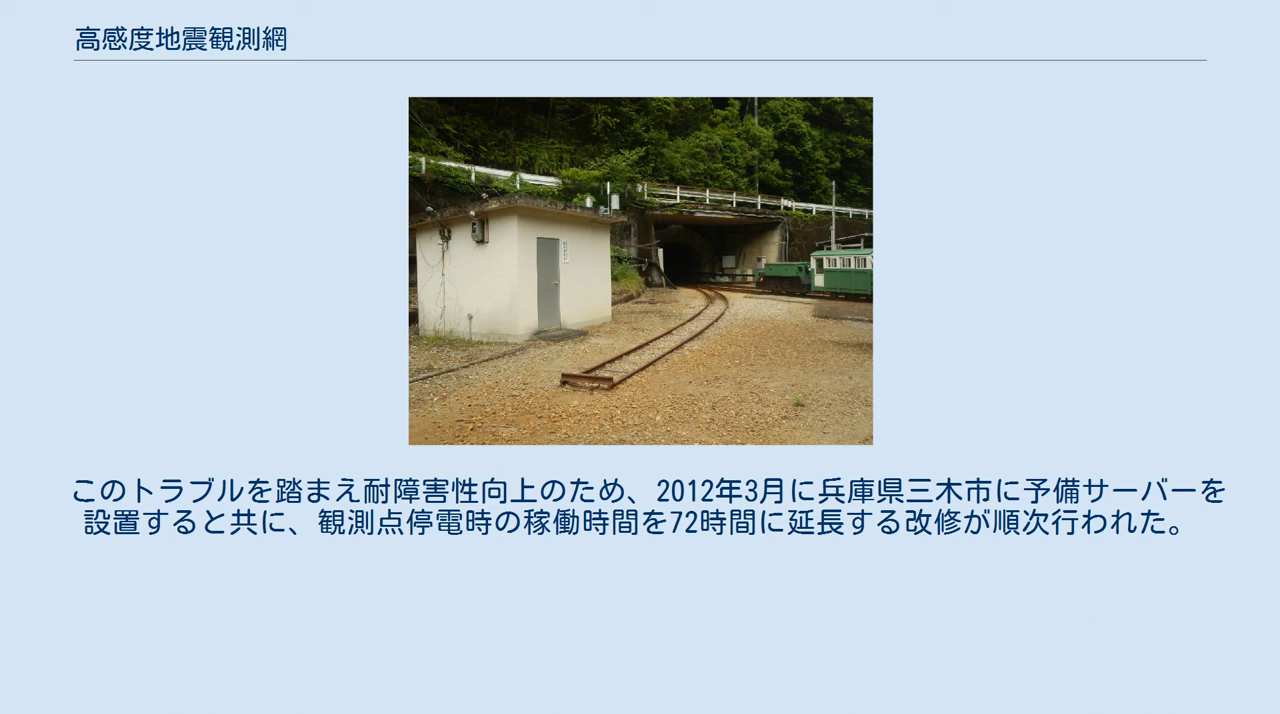 高感度地震観測網
このトラブルを踏まえ耐障害性向上のため、2012年3月に兵庫県三木市に予備サーバーを
設置すると共に、観測点停電時の稼働時間を72時間に延長する改修が順次行われた。